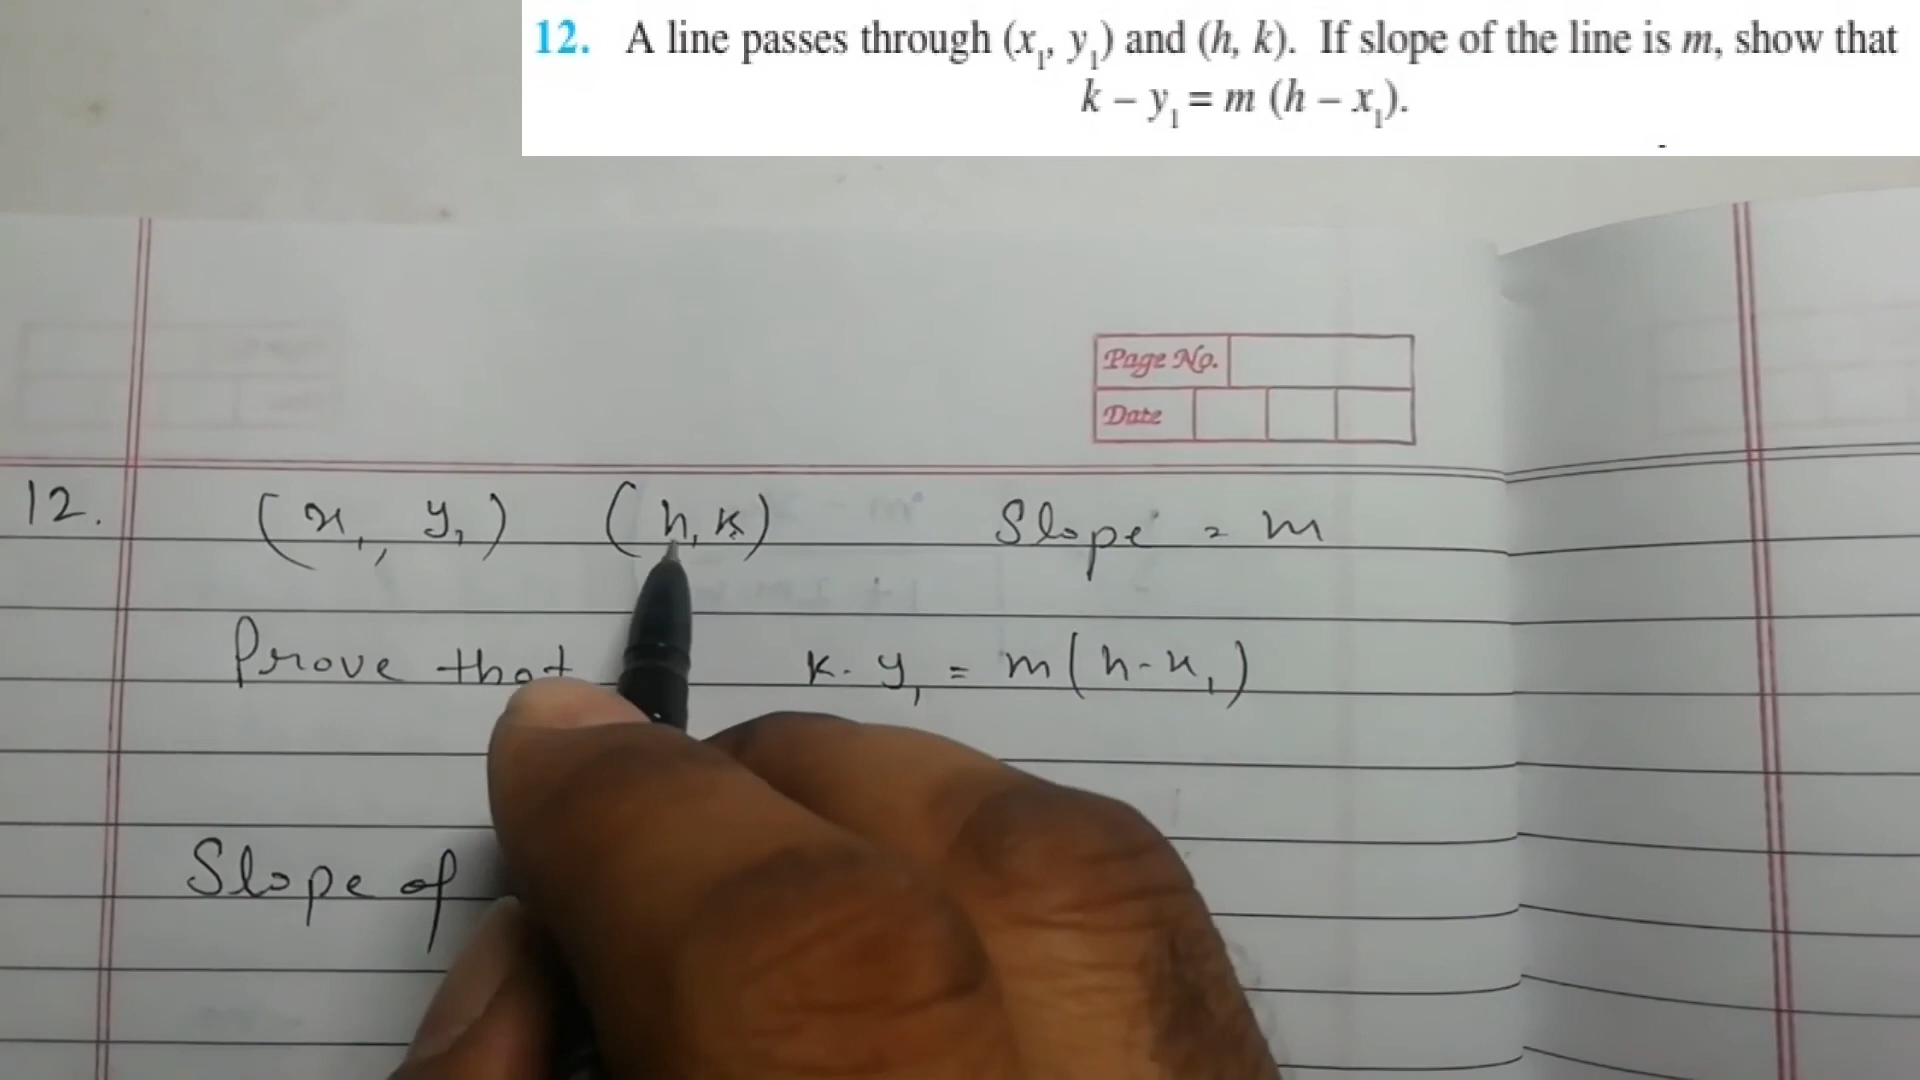 12. A line passes through (x₁, y₁) and (h, k). If slope of the line is m, show that
k – y₁ = m (h – x₁).
Page No.
Date
12. (x₁, y₁) (h, k) Slope = m
Prove that k - y₁ = m(h - x₁)
Slope of